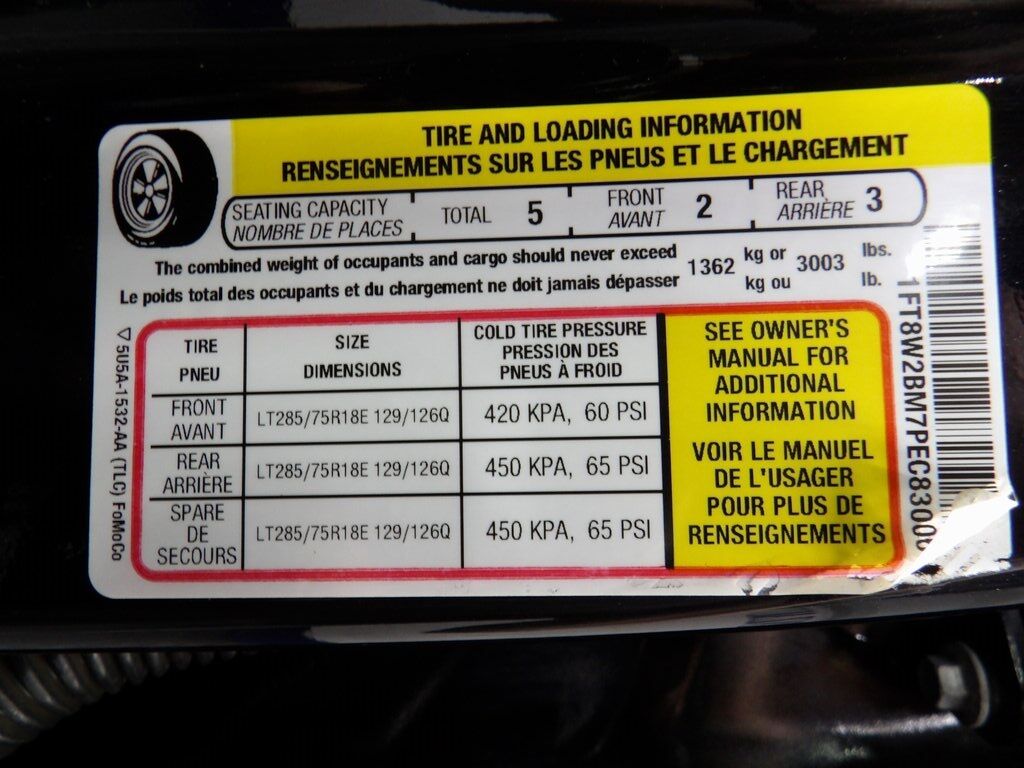 TIRE AND LOADING INFORMATION
RENSEIGNEMENTS SUR LES PNEUS ET LE CHARGEMENT
SEATING CAPACITY
NOMBRE DE PLACES
TOTAL 5
FRONT
AVANT
2
REAR
ARRIÈRE
3
The combined weight of occupants and cargo should never exceed
Le poids total des occupants et du chargement ne doit jamais dépasser
1362 kg or 3003 lbs.
kg ou lb.
TIRE
PNEU
SIZE
DIMENSIONS
COLD TIRE PRESSURE
PRESSION DES
PNEUS À FROID
FRONT
AVANT
LT285/75R18E 129/126Q
420 KPA, 60 PSI
REAR
ARRIÈRE
LT285/75R18E 129/126Q
450 KPA, 65 PSI
SPARE
DE
SECOURS
LT285/75R18E 129/126Q
450 KPA, 65 PSI
SEE OWNER'S
MANUAL FOR
ADDITIONAL
INFORMATION
VOIR LE MANUEL
DE L'USAGER
POUR PLUS DE
RENSEIGNEMENTS
5U5A-1532-AA (TLC) FoMoCo